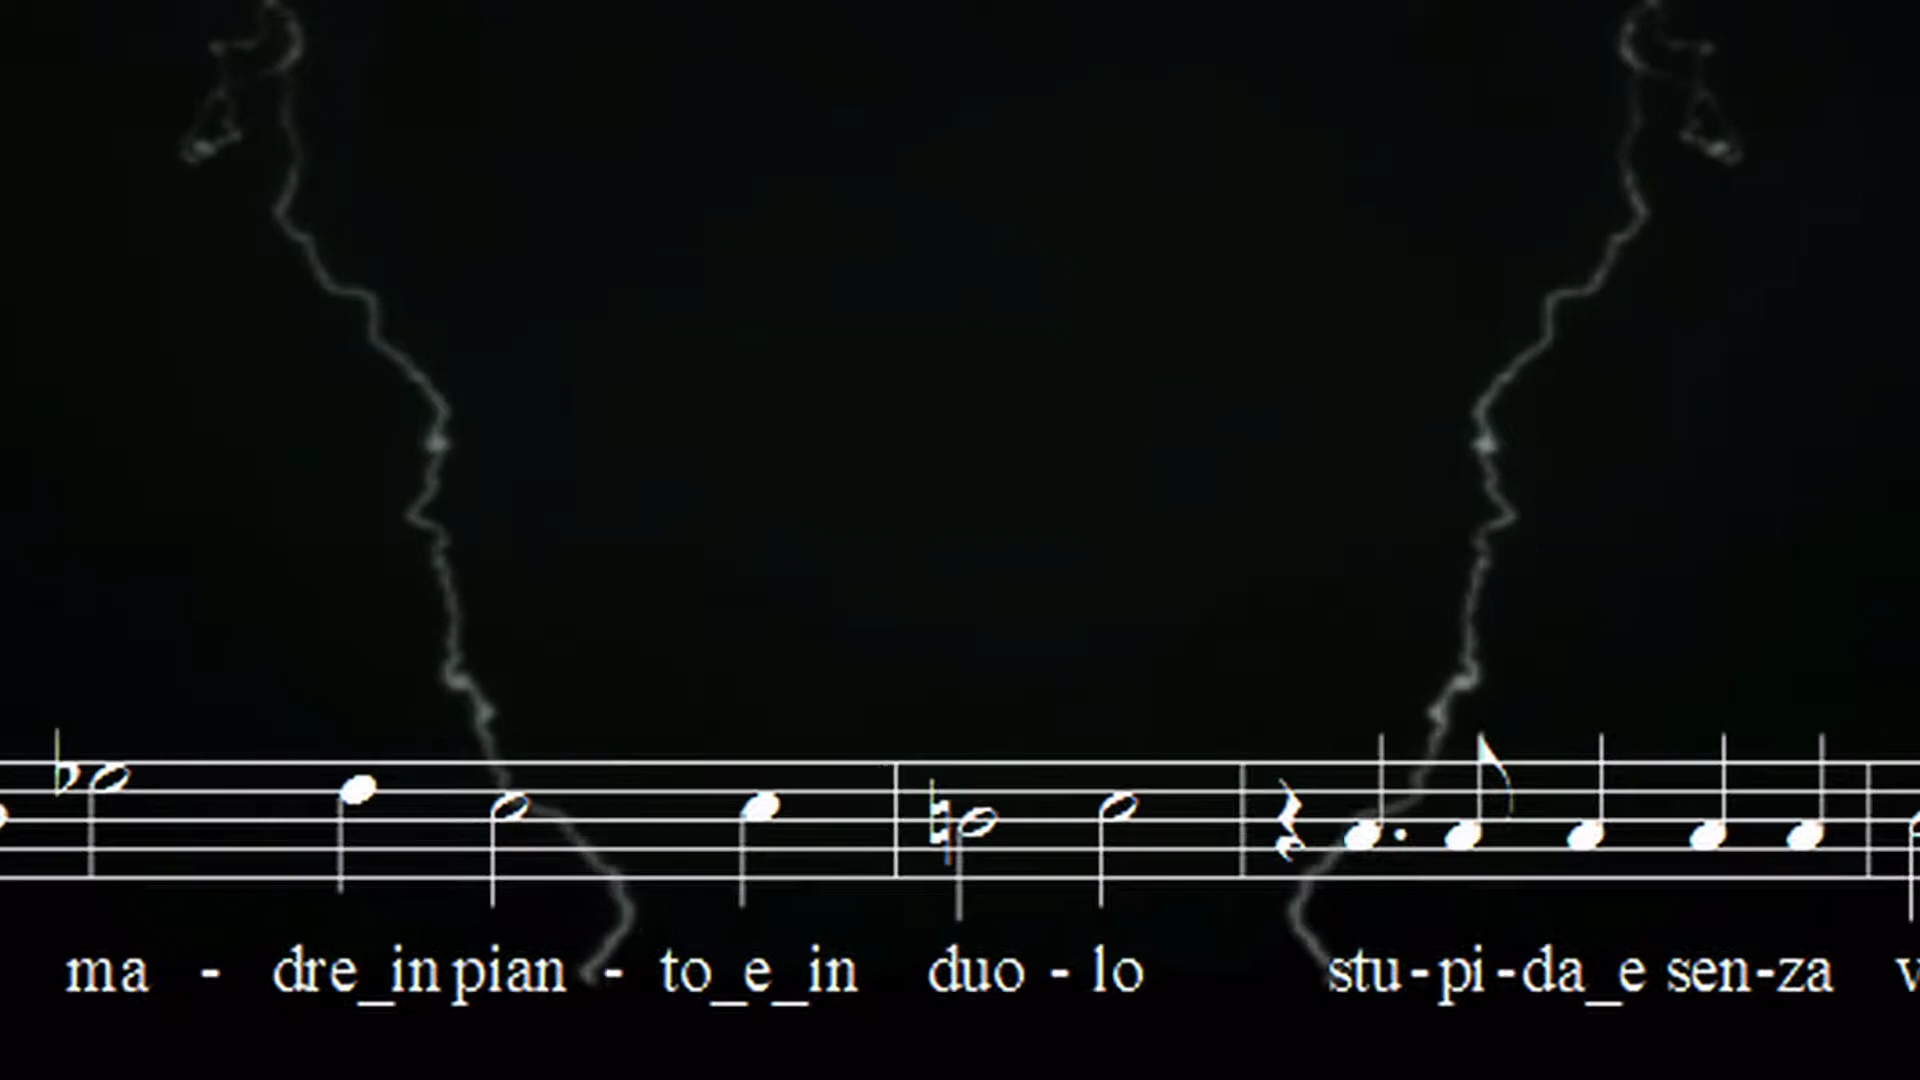 ma - dre_in pian - to_e_in duo - lo stu - pi - da_e sen - za